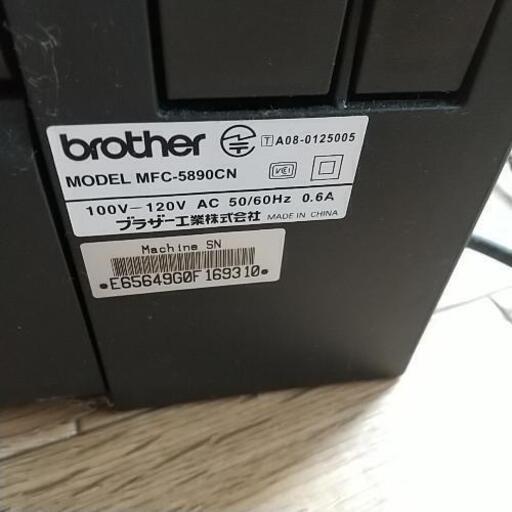 brother
T A08-0125005
MODEL MFC-5890CN
VCI
100V-120V AC 50/60Hz 0.6A
ブラザー工業株式会社 MADE IN CHINA
Machine SN
E65649G0F169310